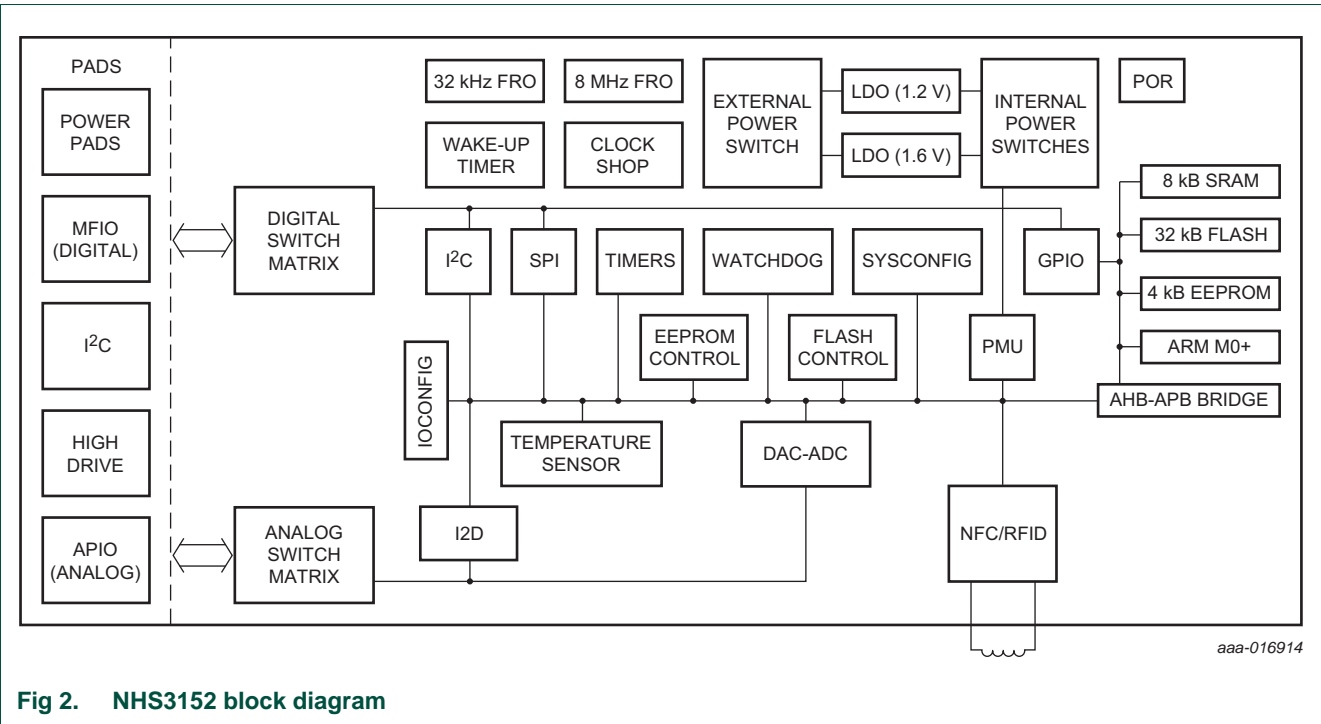 PADS
POWER
PADS
MFIO
(DIGITAL)
I2C
HIGH
DRIVE
APIO
(ANALOG)
DIGITAL
SWITCH
MATRIX
ANALOG
SWITCH
MATRIX
32 kHz FRO
8 MHz FRO
WAKE-UP
TIMER
CLOCK
SHOP
EXTERNAL
POWER
SWITCH
LDO (1.2 V)
LDO (1.6 V)
INTERNAL
POWER
SWITCHES
POR
I2C
SPI
TIMERS
WATCHDOG
SYSCONFIG
GPIO
8 kB SRAM
32 kB FLASH
4 kB EEPROM
ARM M0+
AHB-APB BRIDGE
IOCONFIG
EEPROM
CONTROL
FLASH
CONTROL
PMU
TEMPERATURE
SENSOR
DAC-ADC
I2D
NFC/RFID
aaa-016914
Fig 2. NHS3152 block diagram